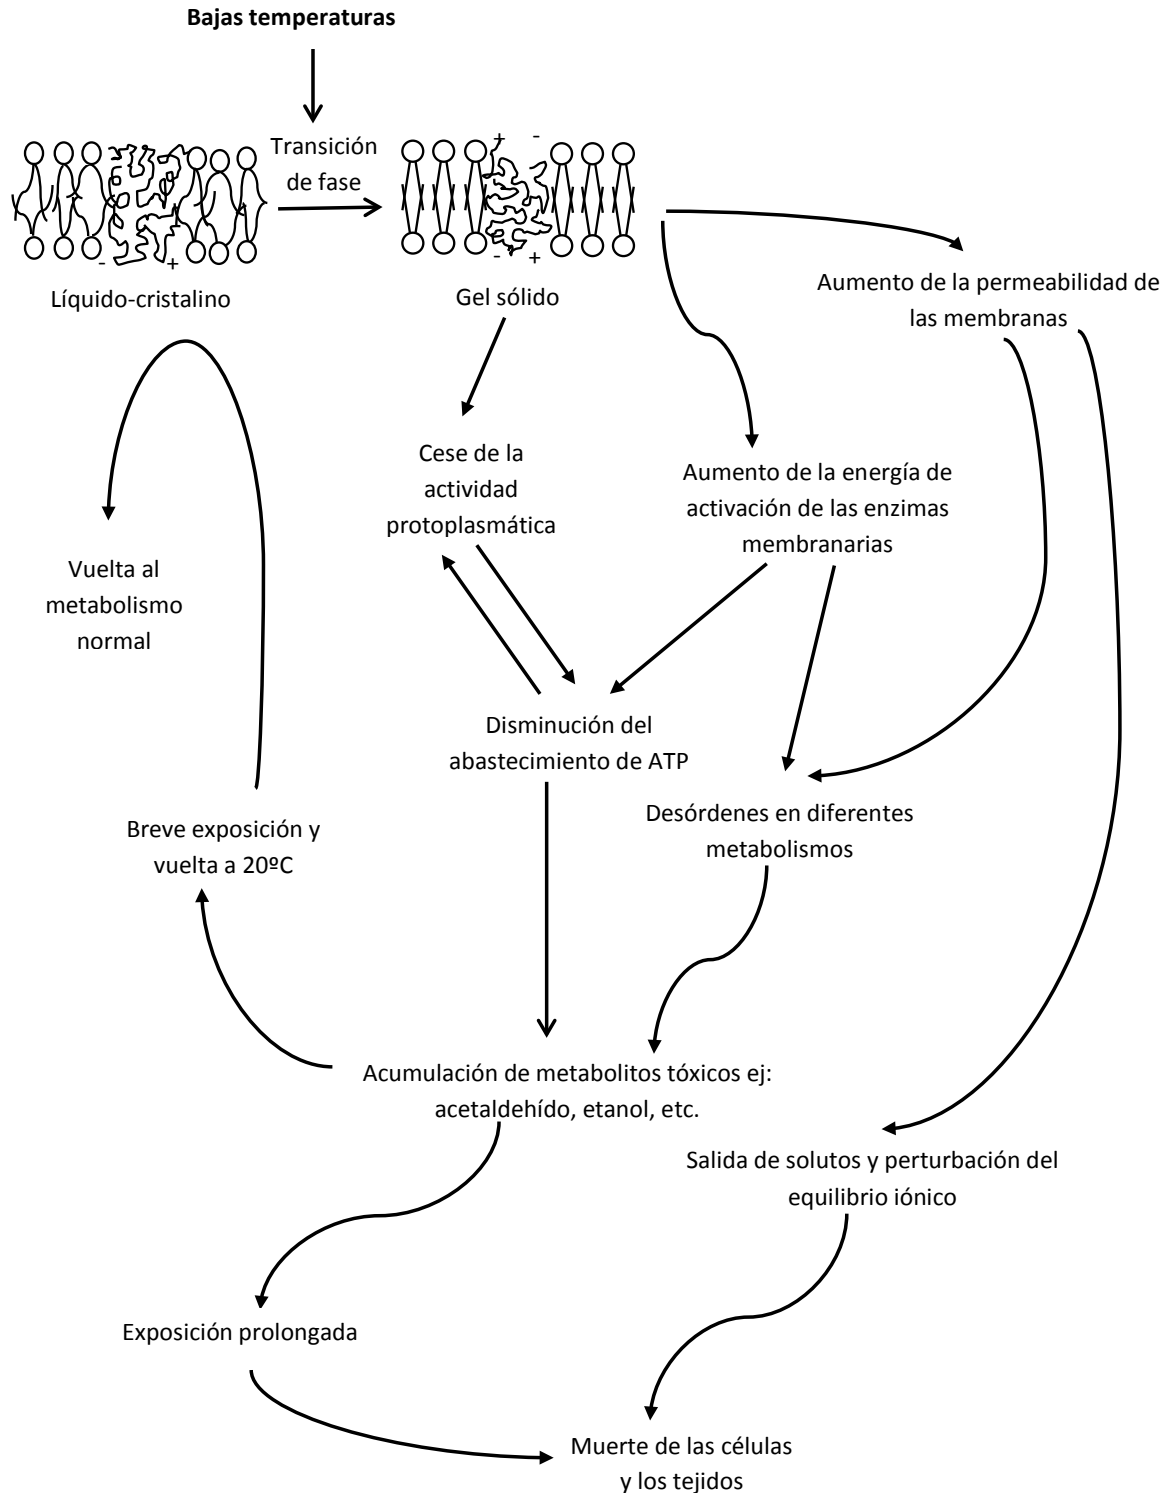 Bajas temperaturas
Transición
de fase
+ -
- +
- +
Líquido-cristalino
Gel sólido
Aumento de la permeabilidad de
las membranas
Cese de la
actividad
protoplasmática
Aumento de la energía de
activación de las enzimas
membranarias
Vuelta al
metabolismo
normal
Disminución del
abastecimiento de ATP
Desórdenes en diferentes
metabolismos
Breve exposición y
vuelta a 20ºC
Acumulación de metabolitos tóxicos ej:
acetaldehído, etanol, etc.
Salida de solutos y perturbación del
equilibrio iónico
Exposición prolongada
Muerte de las células
y los tejidos